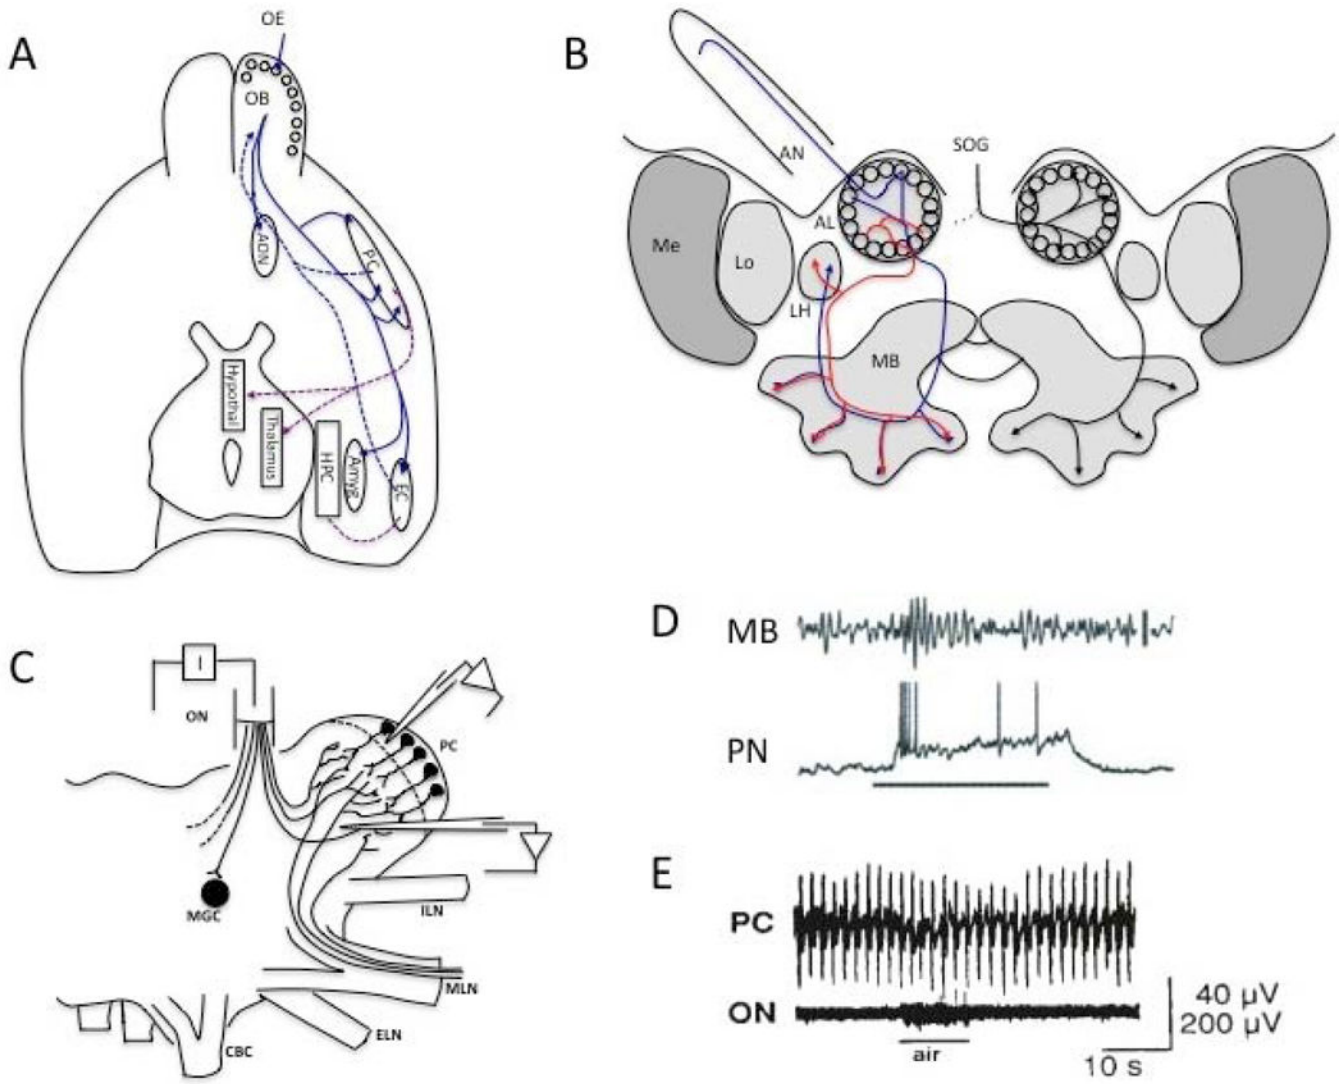 A
OE
OB
AON
PC
Hypothal
Thalamus
HPC
Amyg
EC
B
AN
SOG
AL
Me
Lo
LH
MB
C
I
ON
PC
MGC
ILN
MLN
ELN
CBC
D
MB
PN
E
PC
ON
air
40 µV
200 µV
10 s